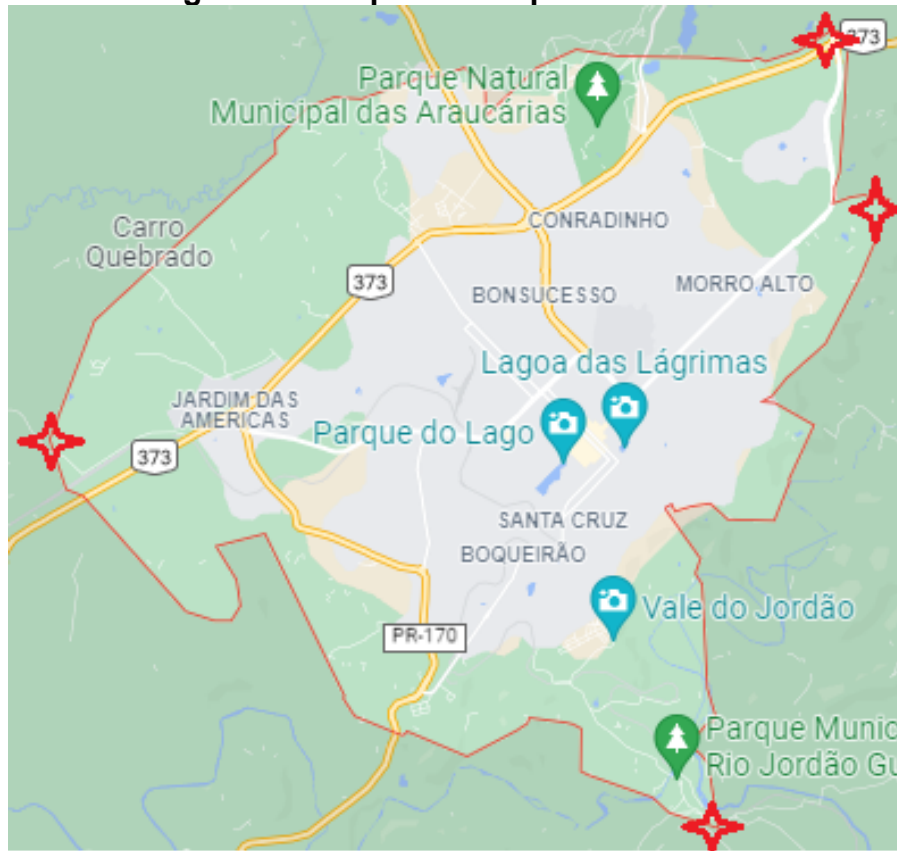 373
Parque Natural
Municipal das Araucárias
Carro
Quebrado
CONRADINHO
373
BONSUCESSO
MORRO ALTO
Lagoa das Lágrimas
JARDIM DAS
AMERICAS
Parque do Lago
373
SANTA CRUZ
BOQUEIRÃO
Vale do Jordão
PR-170
Parque Munic
Rio Jordão Gu